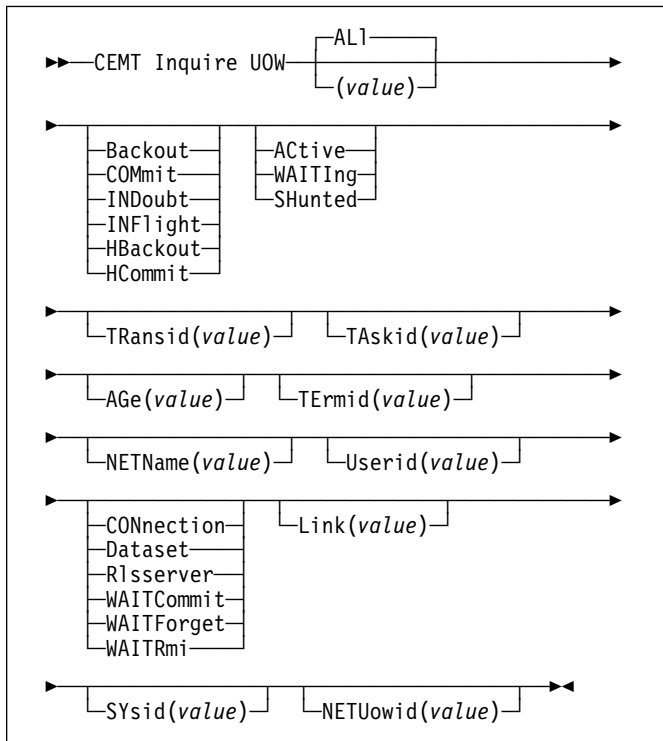 ALl
CEMT Inquire UOW
(value)
Backout ACtive
COMmit WAITIng
INDoubt SHunted
INFlight
HBackout
HCommit
TRansid(value) TAskid(value)
AGe(value) TErmid(value)
NETName(value) Userid(value)
CONnection Link(value)
Dataset
Rlsserver
WAITCommit
WAITForget
WAITRmi
SYsid(value) NETUowid(value)